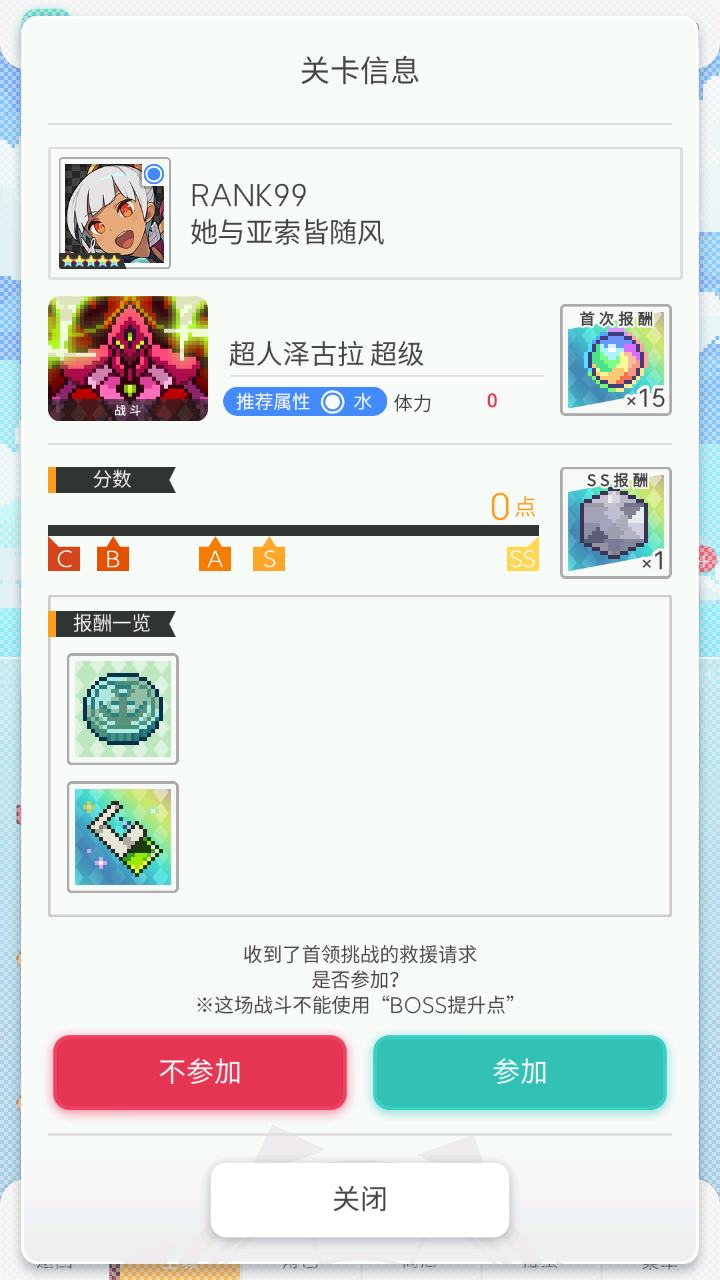 关卡信息
RANK99
她与亚索皆随风
超人泽古拉 超级
战斗
推荐属性 水 体力 0
首次报酬
×15
分数
0点
C B A S SS
SS报酬
×1
报酬一览
收到了首领挑战的救援请求
是否参加?
※这场战斗不能使用“BOSS提升点”
不参加
参加
关闭